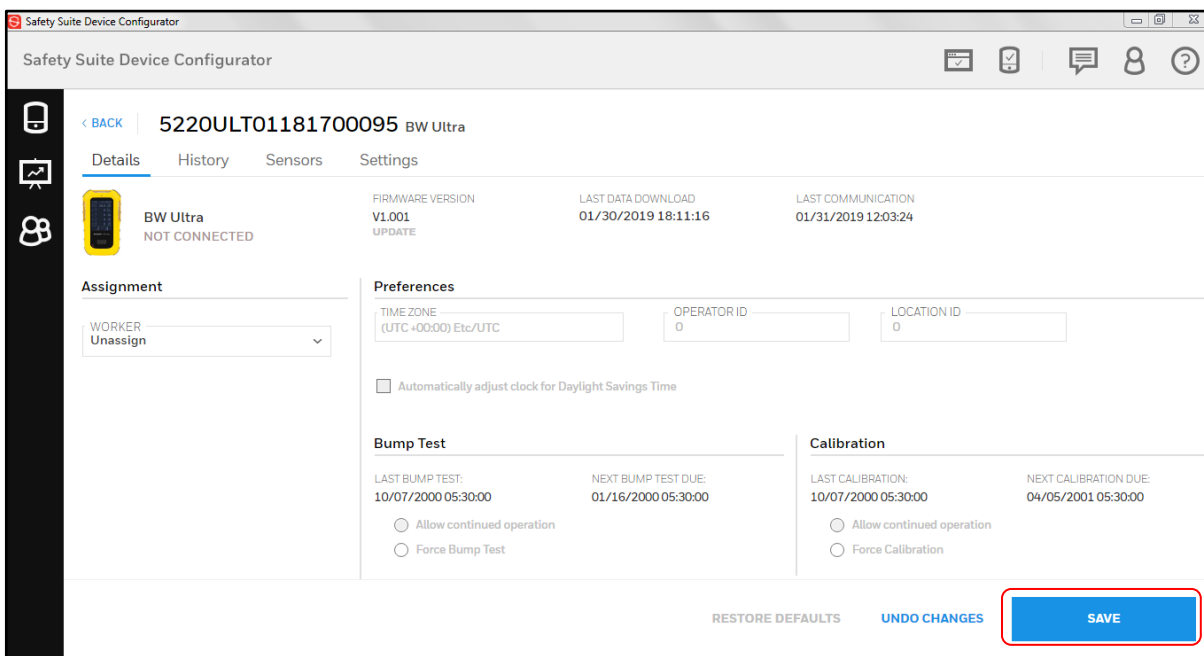 Safety Suite Device Configurator
Safety Suite Device Configurator
< BACK 5220ULT01181700095 BW Ultra
Details History Sensors Settings
BW Ultra
NOT CONNECTED
FIRMWARE VERSION
V1.001
UPDATE
LAST DATA DOWNLOAD
01/30/2019 18:11:16
LAST COMMUNICATION
01/31/2019 12:03:24
Assignment
WORKER
Unassign
Preferences
TIME ZONE
(UTC +00:00) Etc/UTC
OPERATOR ID
0
LOCATION ID
0
Automatically adjust clock for Daylight Savings Time
Bump Test
LAST BUMP TEST:
10/07/2000 05:30:00
NEXT BUMP TEST DUE:
01/16/2000 05:30:00
Allow continued operation
Force Bump Test
Calibration
LAST CALIBRATION:
10/07/2000 05:30:00
NEXT CALIBRATION DUE:
04/05/2001 05:30:00
Allow continued operation
Force Calibration
RESTORE DEFAULTS UNDO CHANGES SAVE